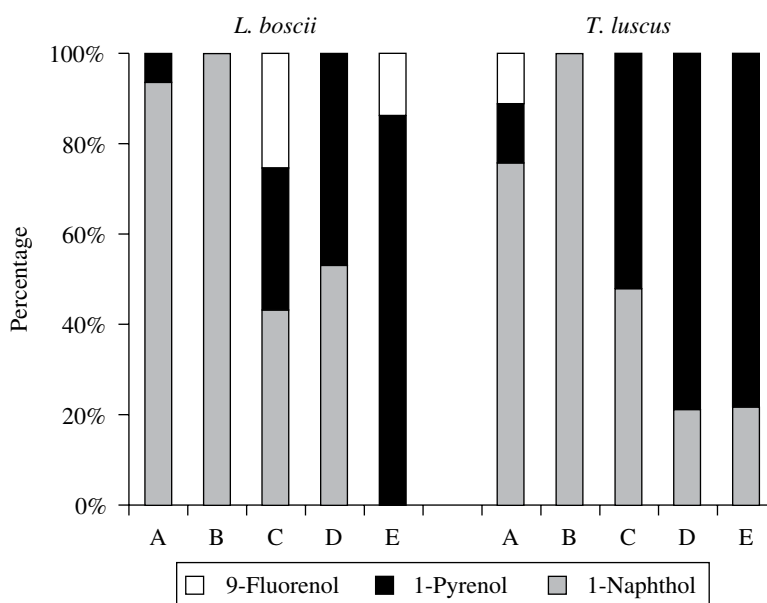 L. boscii T. luscus
100%
80%
60%
40%
20%
0%
Percentage
A B C D E A B C D E
9-Fluorenol 1-Pyrenol 1-Naphthol